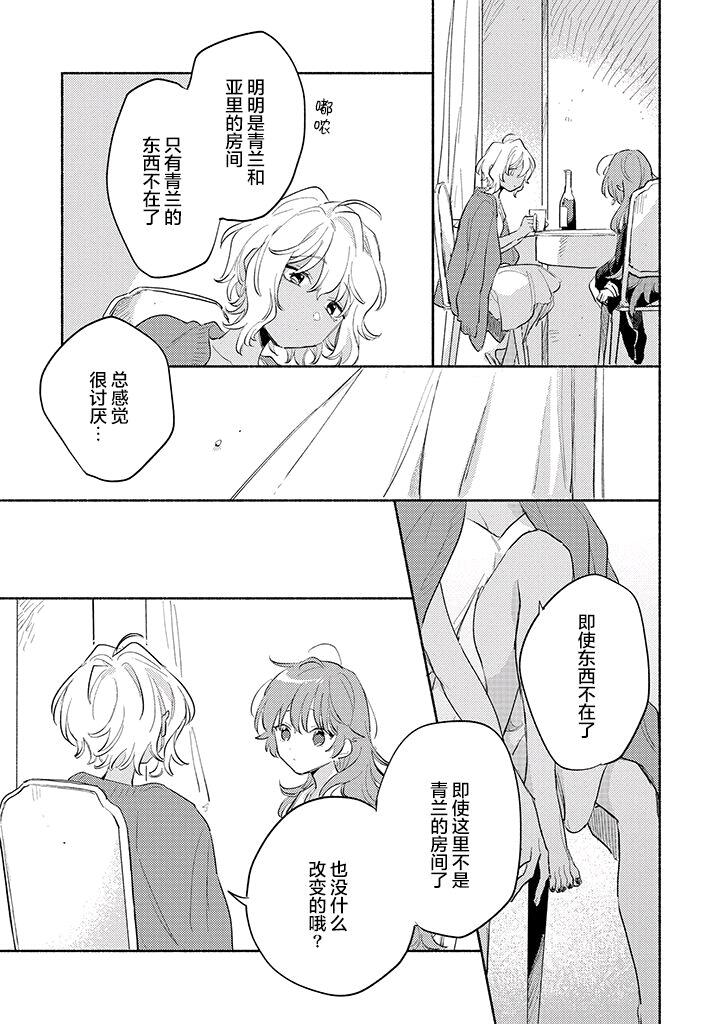 明明是青兰和
亚里的房间
只有青兰的
东西不在了
嘟哝
总感觉
很讨厌…
即使东西不在了
即使这里不是
青兰的房间了
也没什么
改变的哦？